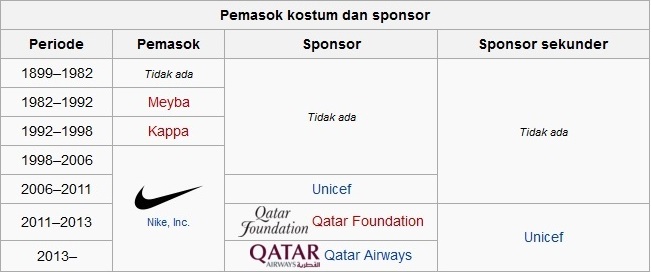 Pemasok kostum dan sponsor
Periode Pemasok Sponsor Sponsor sekunder
1899–1982 Tidak ada
1982–1992 Meyba
Tidak ada Tidak ada
1992–1998 Kappa
1998–2006
2006–2011 Unicef
Nike, Inc.
2011–2013 Qatar Foundation Qatar Foundation
Unicef
2013– QATAR AIRWAYS القطرية Qatar Airways